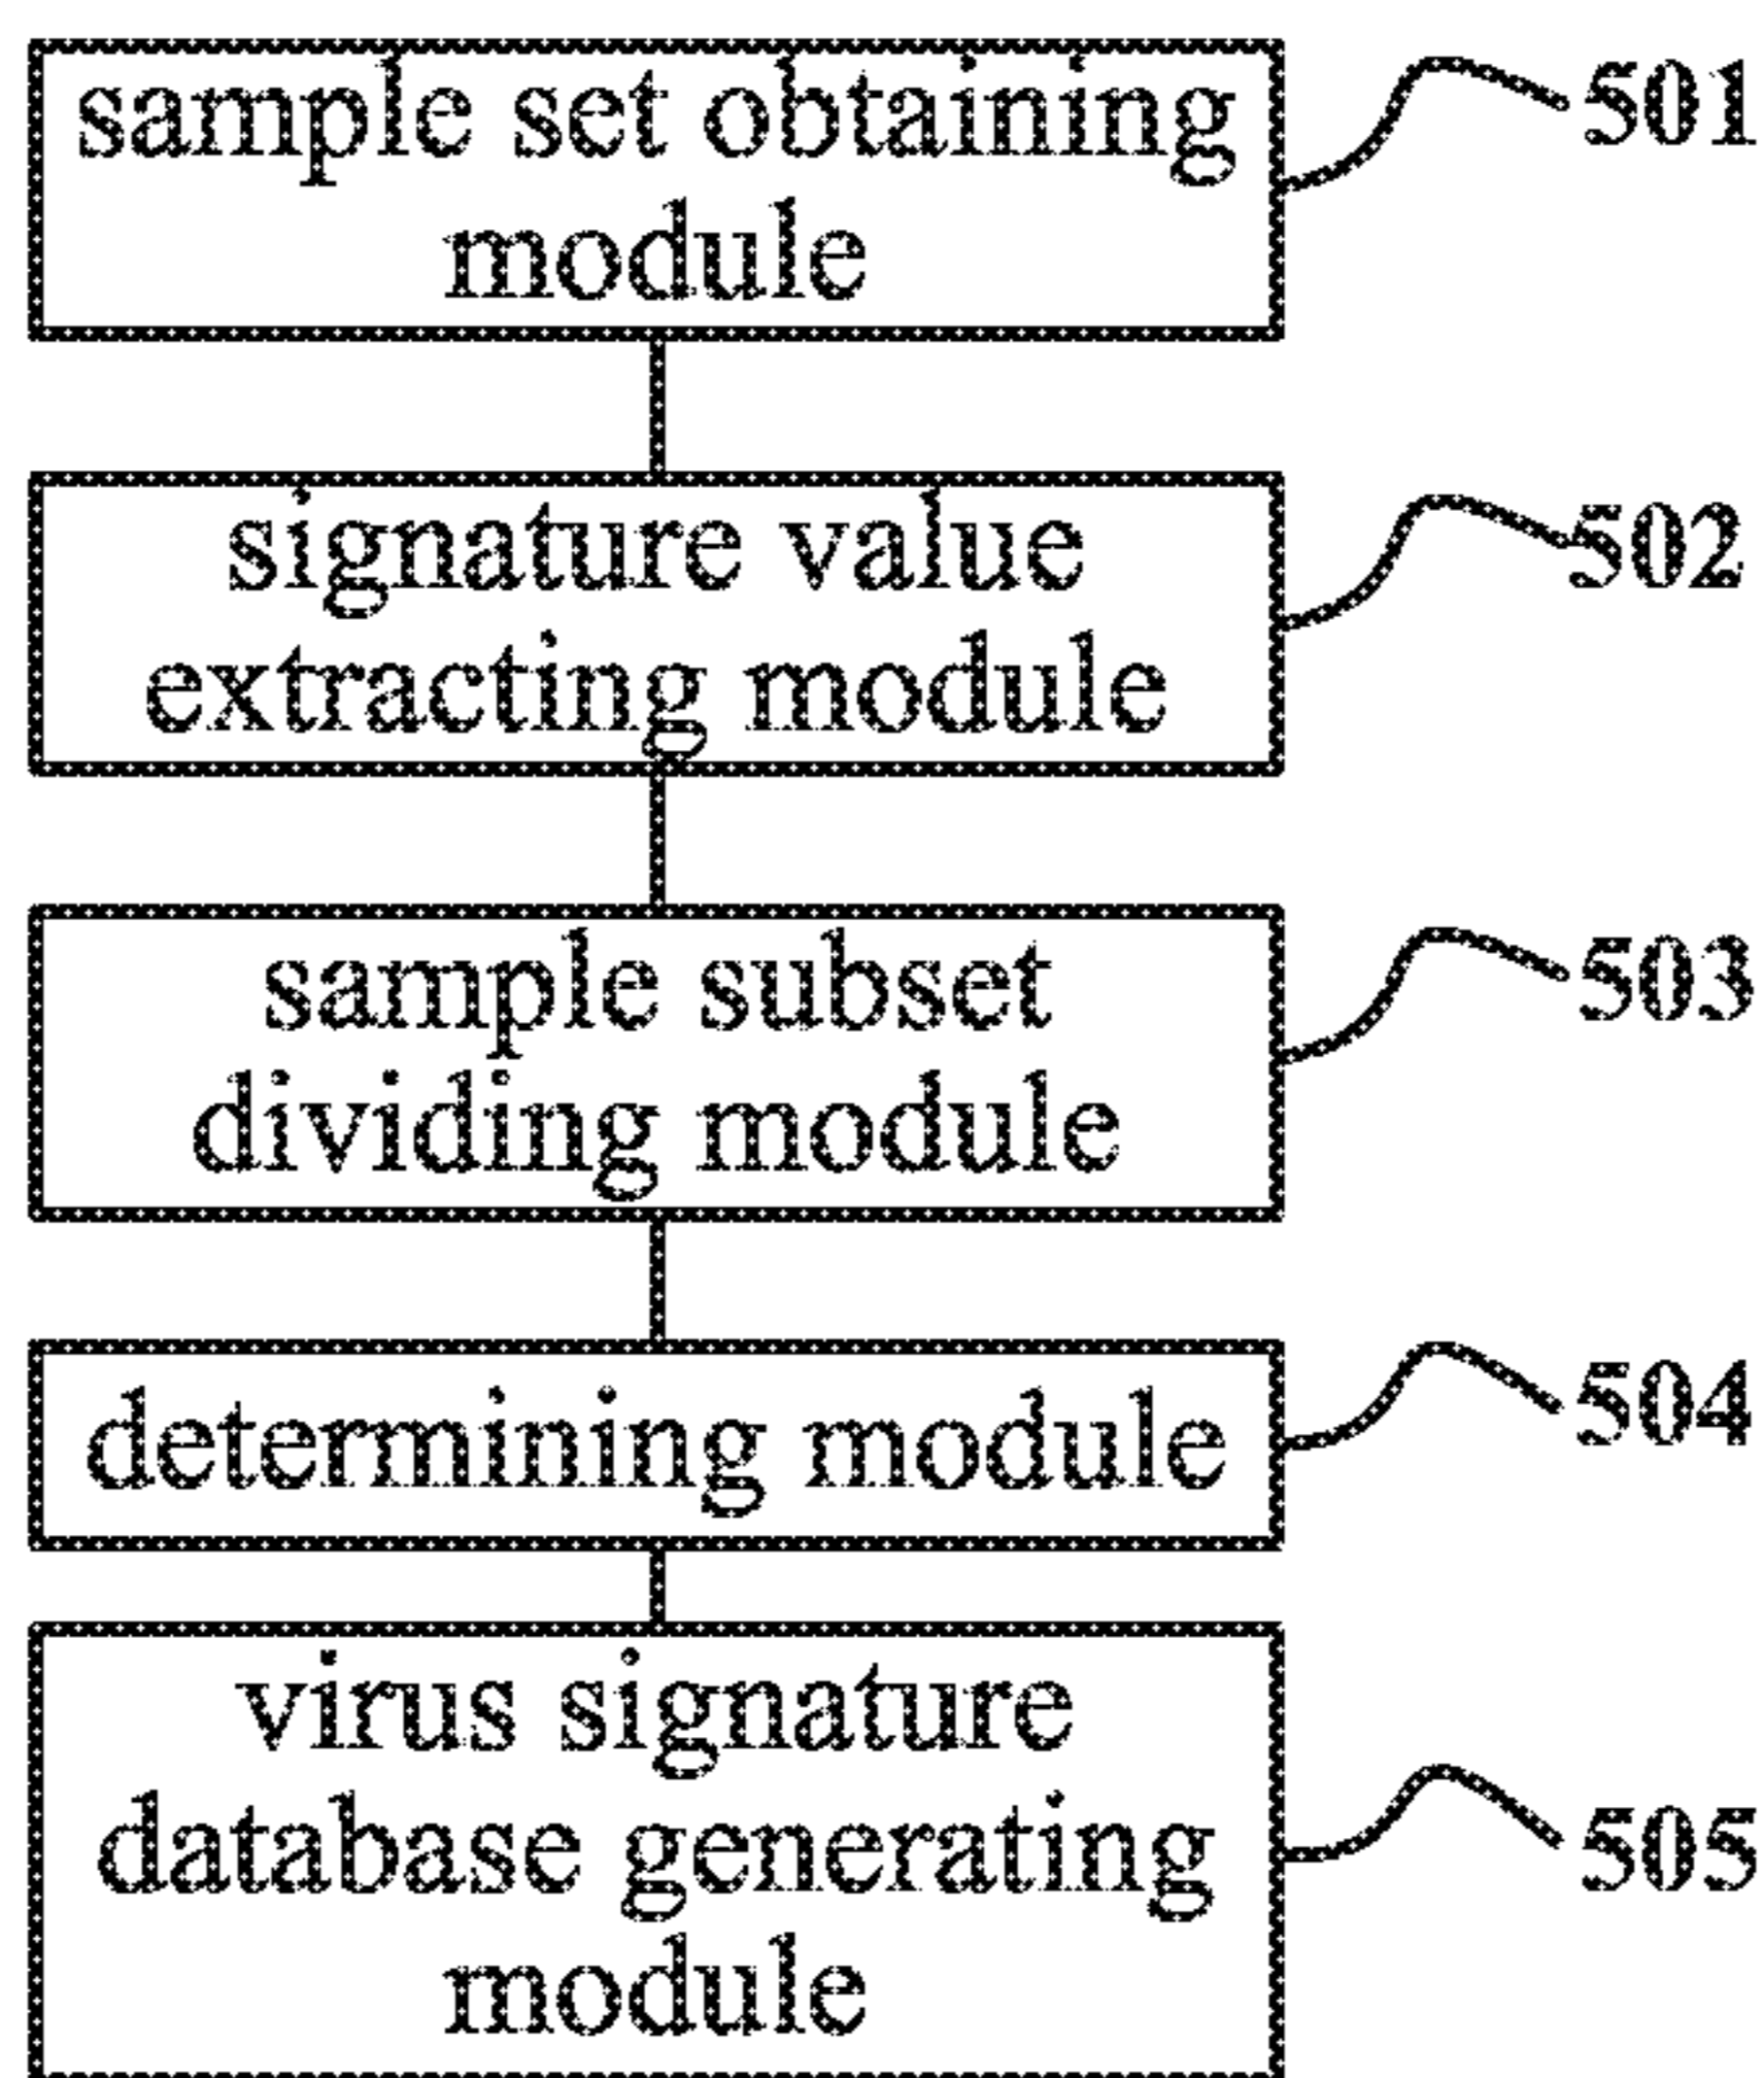 sample set obtaining
module
501
signature value
extracting module
502
sample subset
dividing module
503
determining module
504
virus signature
database generating
module
505